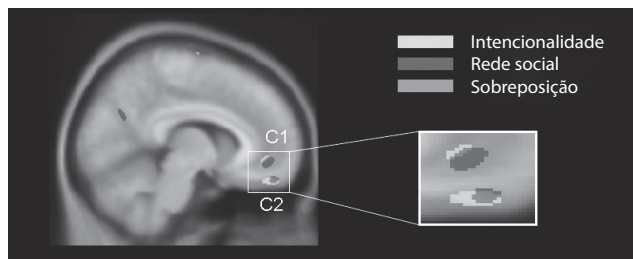 Intencionalidade
Rede social
Sobreposição
C1
C2